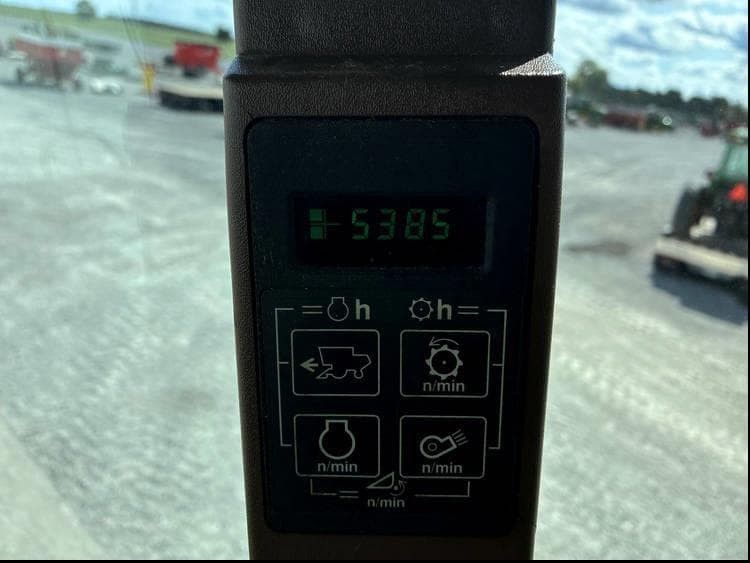 5385
= h h =
n/min
n/min n/min
= n/min